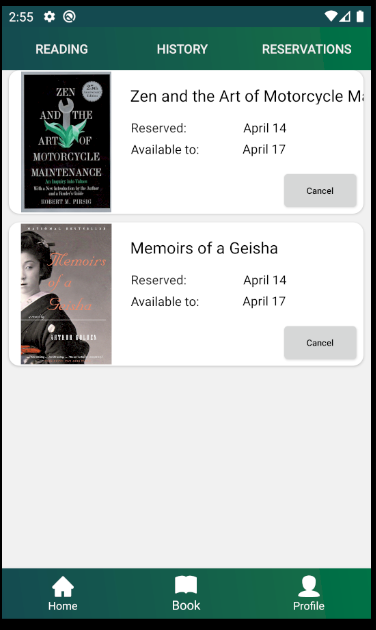 2:55
READING HISTORY RESERVATIONS
ZEN
AND THE
ART OF
MOTORCYCLE
MAINTENANCE
An Inquiry into Values
With a New Introduction by the Author
and a Reader's Guide
ROBERT M. PIRSIG
Zen and the Art of Motorcycle Ma
Reserved: April 14
Available to: April 17
Cancel
NATIONAL BESTSELLER
Memoirs
of a
Geisha
ARTHUR GOLDEN
Memoirs of a Geisha
Reserved: April 14
Available to: April 17
Cancel
Home Book Profile